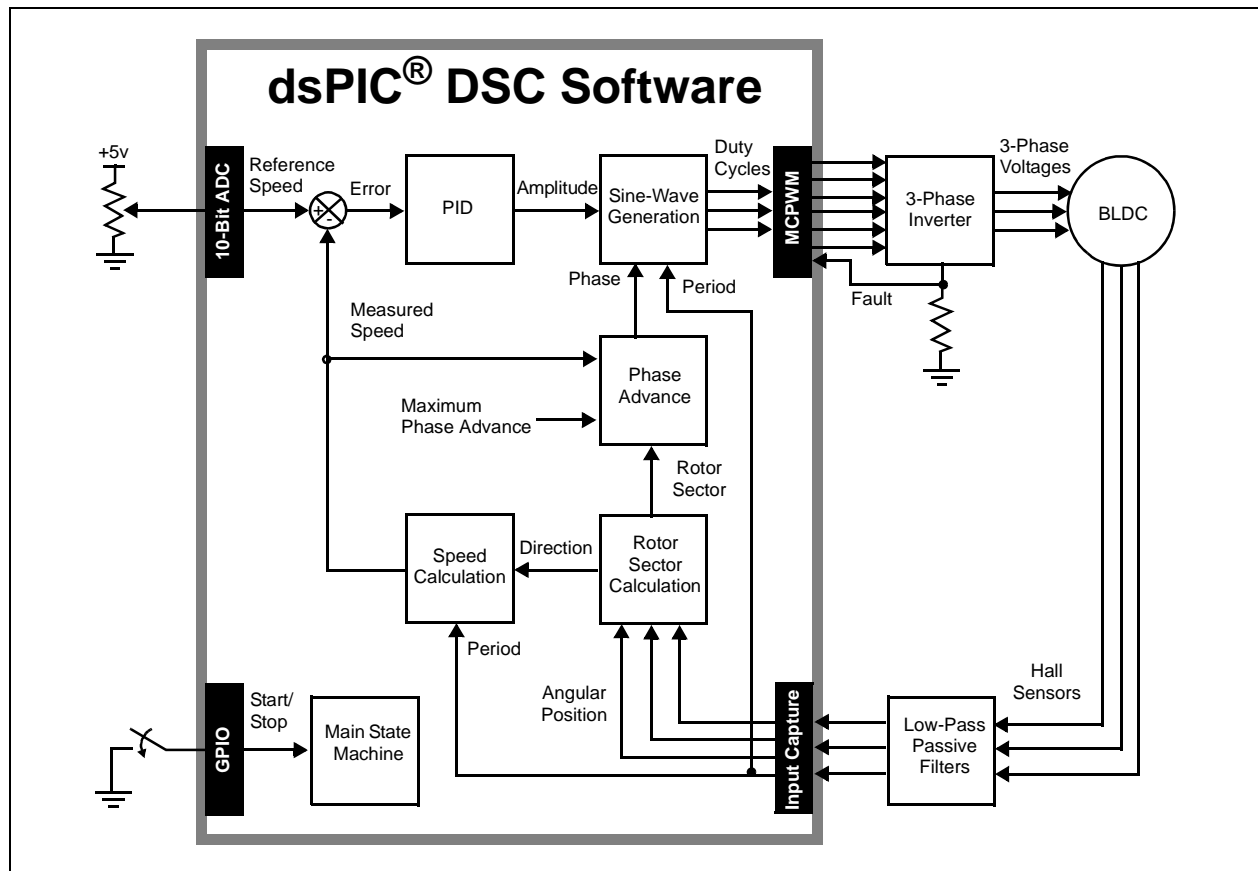 dsPIC® DSC Software
+5v
10-Bit ADC
Reference
Speed
+
-
Error
PID
Amplitude
Sine-Wave
Generation
Duty
Cycles
MCPWM
3-Phase
Inverter
3-Phase
Voltages
BLDC
Fault
Phase
Period
Measured
Speed
Phase
Advance
Maximum
Phase Advance
Rotor
Sector
Speed
Calculation
Direction
Rotor
Sector
Calculation
Period
Angular
Position
Input Capture
Hall
Sensors
Low-Pass
Passive
Filters
GPIO
Start/
Stop
Main State
Machine